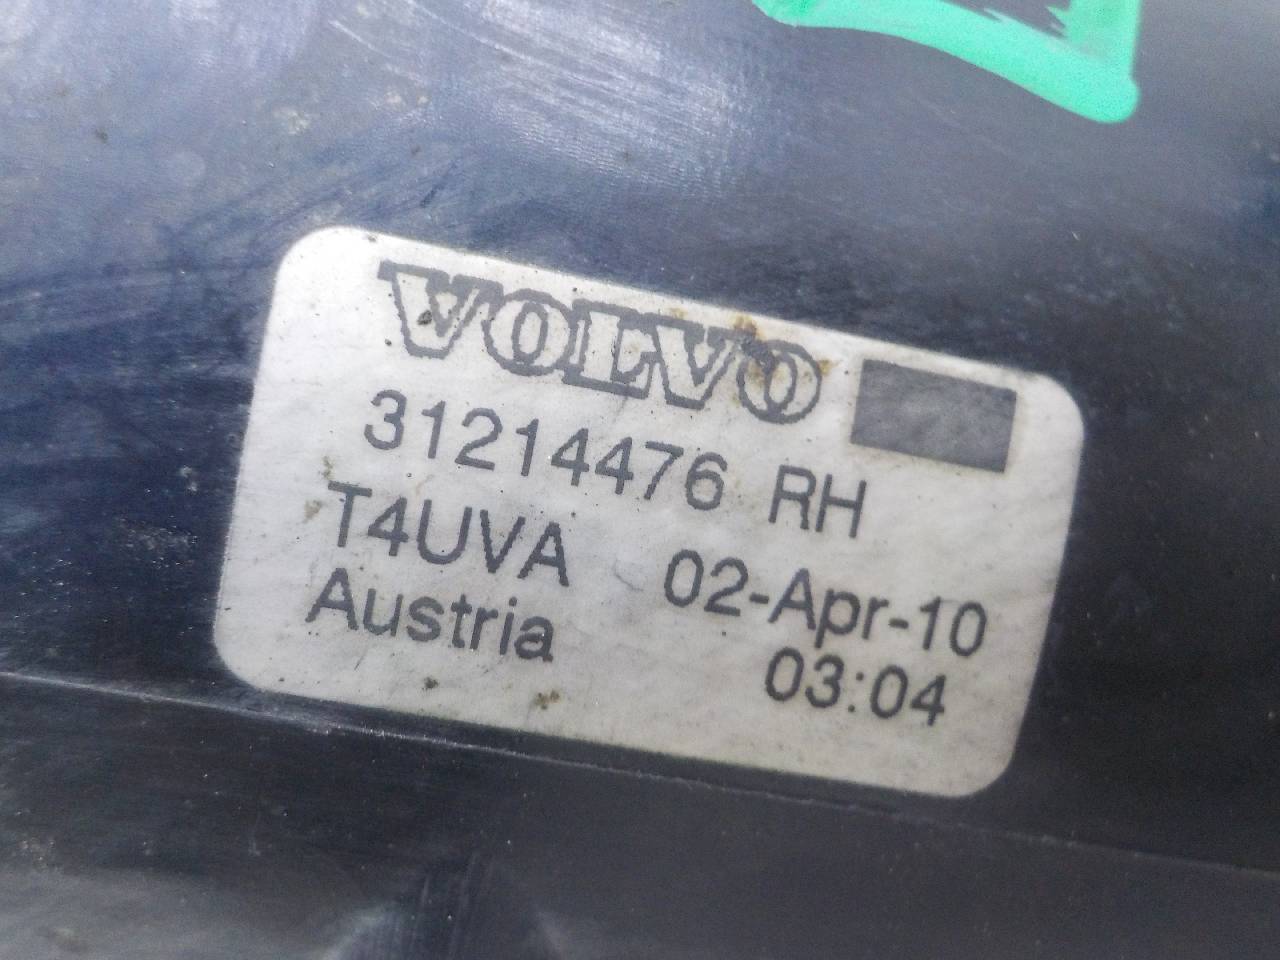 VOLVO
31214476 RH
T4UVA 02-Apr-10
Austria 03:04